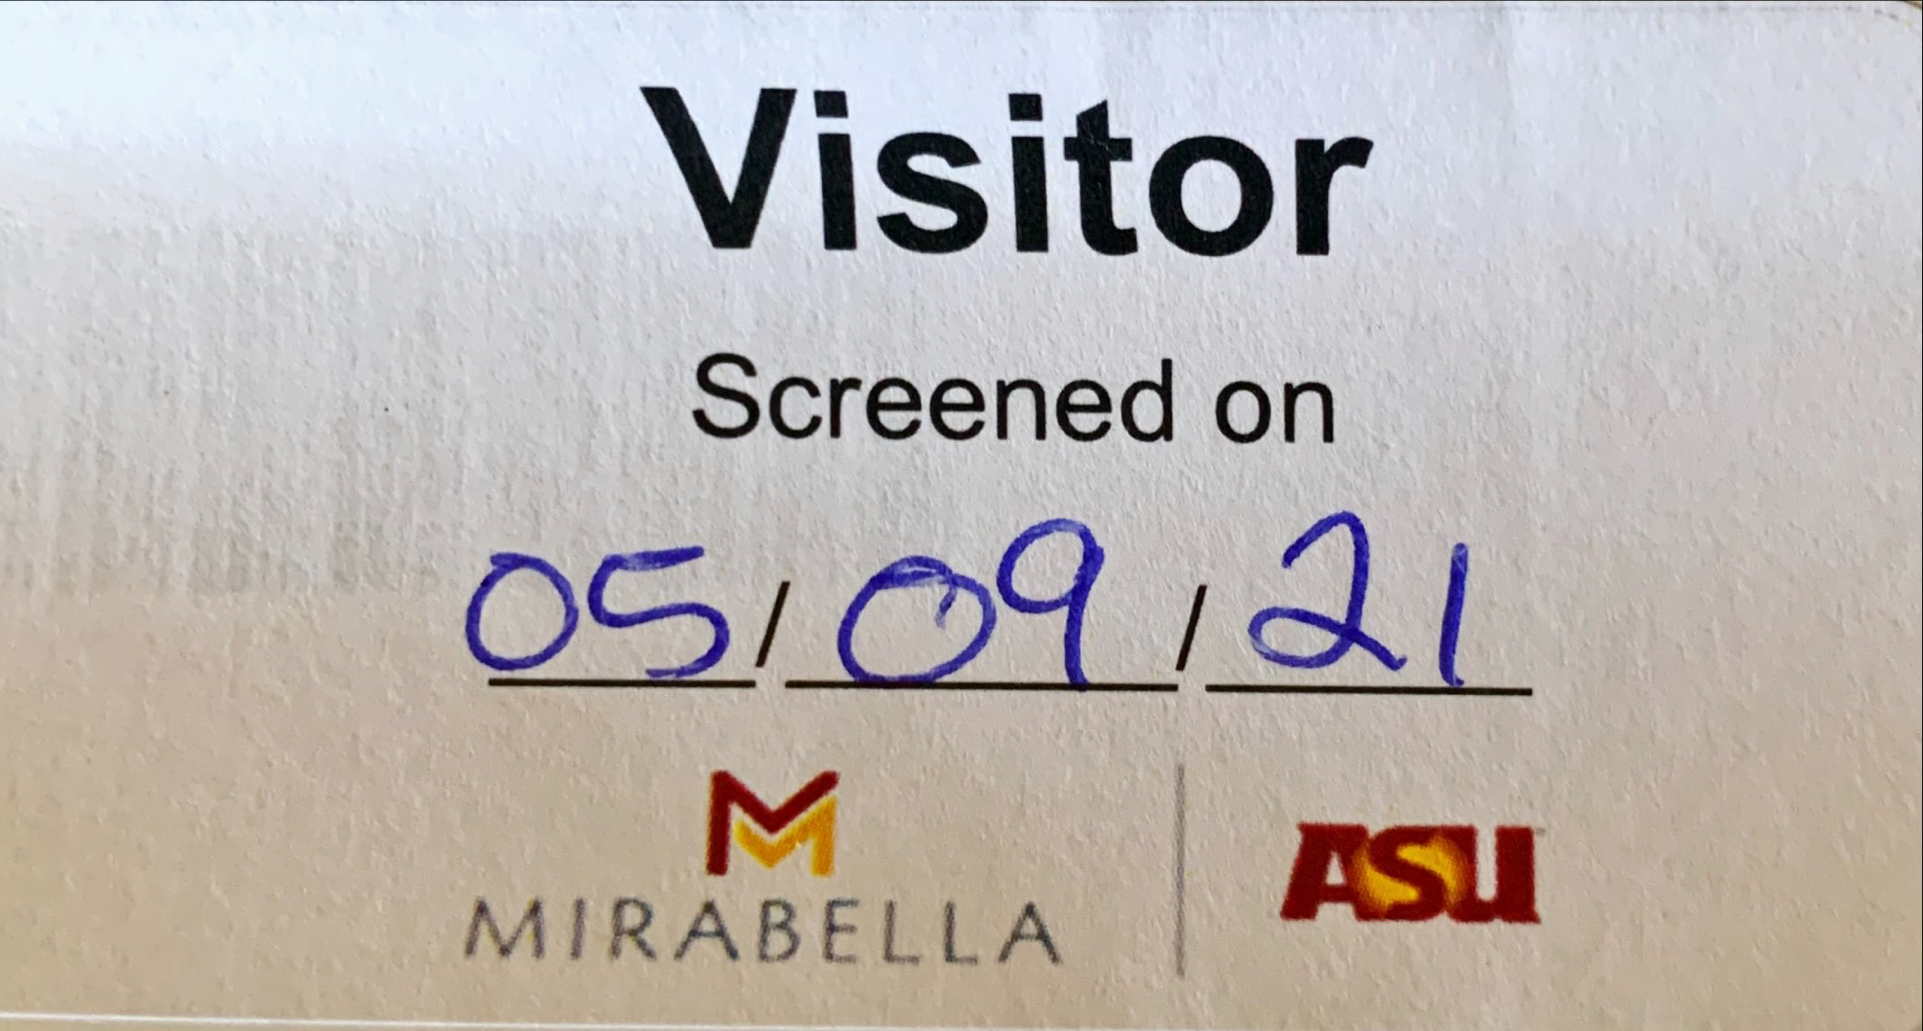 Visitor
Screened on
05/09/21
MIRABELLA
ASU